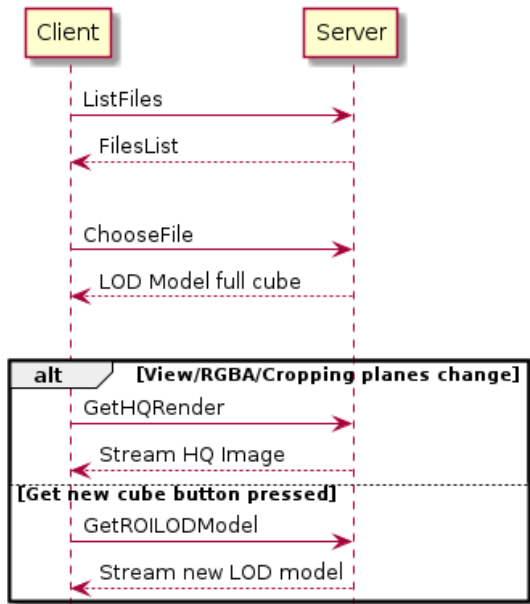 Client Server
ListFiles
FilesList
ChooseFile
LOD Model full cube
alt [View/RGBA/Cropping planes change]
GetHQRender
Stream HQ Image
[Get new cube button pressed]
GetROILODModel
Stream new LOD model